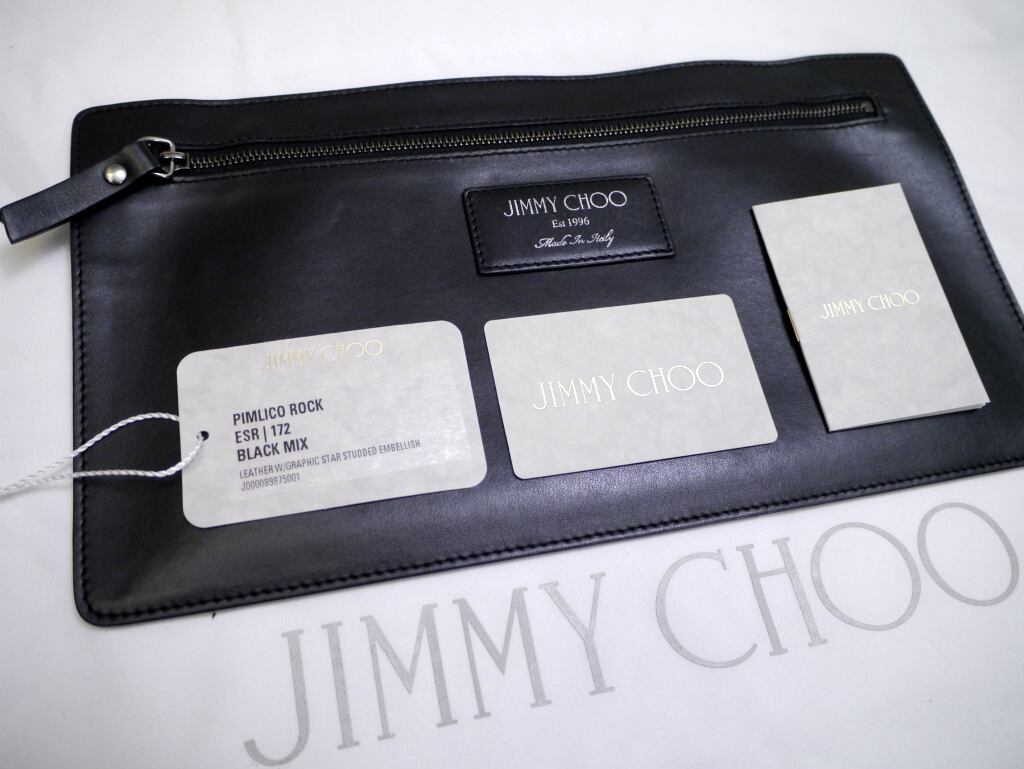 JIMMY CHOO
Est 1996
Made In Italy
JIMMY CHOO
JIMMY CHOO
PIMLICO ROCK
ESR | 172
BLACK MIX
LEATHER W/GRAPHIC STAR STUDDED EMBELLISH
J000089875001
JIMMY CHOO
JIMMY CHOO